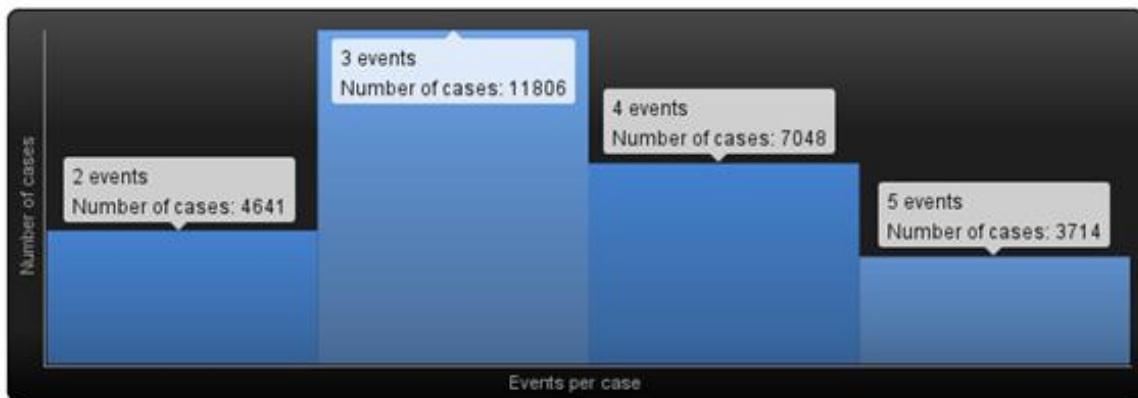 3 events
Number of cases: 11806
4 events
Number of cases: 7048
2 events
Number of cases: 4641
5 events
Number of cases: 3714
Number of cases
Events per case